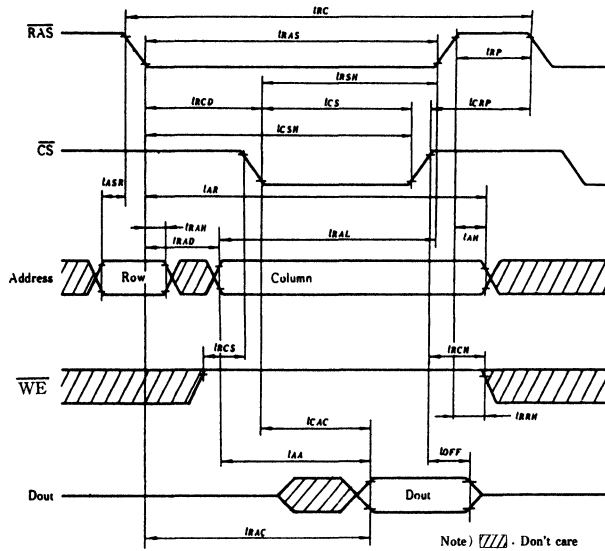 tRC
RAS
tRAS
tRP
tRSH
tRCD
tCS
tCRP
tCSH
CS
tASR
tAR
tRAH
tRAD
tRAL
tAH
Address
Row
Column
tRCS
tRCH
WE
tRRH
tCAC
tAA
tOFF
Dout
Dout
tRAC
Note) . Don't care